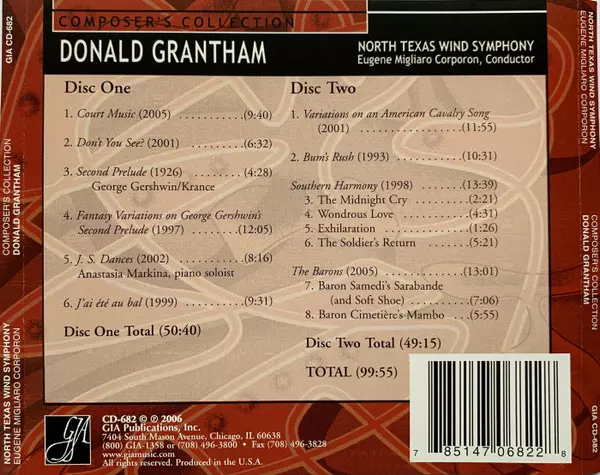 COMPOSER'S COLLECTION
DONALD GRANTHAM
NORTH TEXAS WIND SYMPHONY
Eugene Migliaro Corporon, Conductor
Disc One
1. Court Music (2005) ...........(9:40)
2. Don't You See? (2001) .........(6:32)
3. Second Prelude (1926) .........(4:28)
George Gershwin/Krance
4. Fantasy Variations on George Gershwin's
Second Prelude (1997) ..........(12:05)
5. J. S. Dances (2002) ............(8:16)
Anastasia Markina, piano soloist
6. J'ai été au bal (1999) ..........(9:31)
Disc One Total (50:40)
Disc Two
1. Variations on an American Cavalry Song
(2001) ....................(11:55)
2. Bum's Rush (1993) ............(10:31)
Southern Harmony (1998) .........(13:39)
3. The Midnight Cry ............(2:21)
4. Wondrous Love ..............(4:31)
5. Exhilaration .................(1:26)
6. The Soldier's Return ..........(5:21)
The Barons (2005) ..............(13:01)
7. Baron Samedi's Sarabande
(and Soft Shoe) ..............(7:06)
8. Baron Cimetière's Mambo ......(5:55)
Disc Two Total (49:15)
TOTAL (99:55)
GIA
CD-682 © ℗ 2006
GIA Publications, Inc.
7404 South Mason Avenue, Chicago, IL 60638
(800) GIA-1358 or (708) 496-3800 • Fax (708) 496-3828
www.giamusic.com
All rights reserved. Produced in the U.S.A.
7 85147 06822 8
GIA CD-682
COMPOSER'S COLLECTION
DONALD GRANTHAM
NORTH TEXAS WIND SYMPHONY
EUGENE MIGLIARO CORPORON
NORTH TEXAS WIND SYMPHONY
EUGENE MIGLIARO CORPORON
COMPOSER'S COLLECTION
DONALD GRANTHAM
GIA CD-682